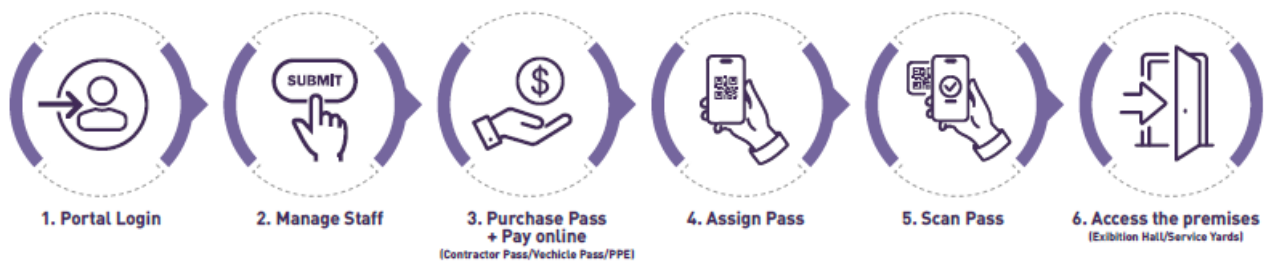 SUBMIT
1. Portal Login
2. Manage Staff
3. Purchase Pass
+ Pay online
(Contractor Pass/Vechicle Pass/PPE)
4. Assign Pass
5. Scan Pass
6. Access the premises
(Exibition Hall/Service Yards)